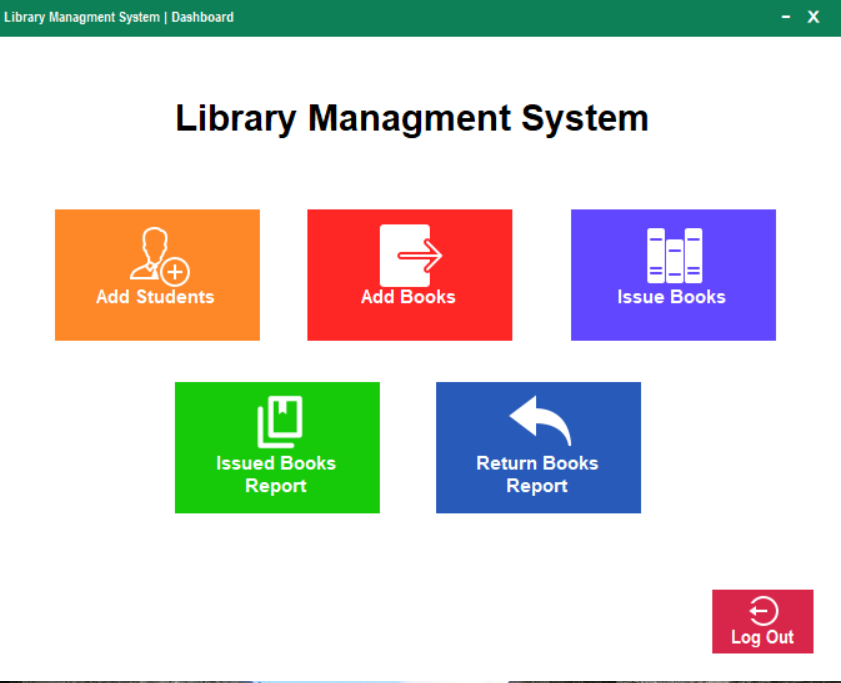 Library Managment System | Dashboard
– X
Library Managment System
Add Students
Add Books
Issue Books
Issued Books
Report
Return Books
Report
Log Out